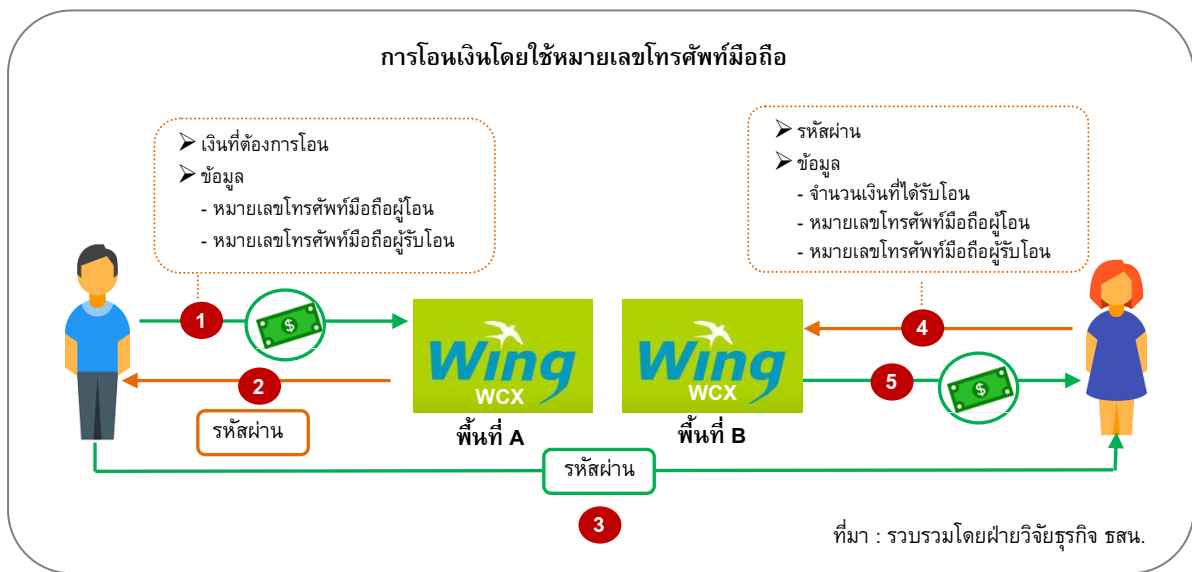 การโอนเงินโดยใช้หมายเลขโทรศัพท์มือถือ
➢ เงินที่ต้องการโอน
➢ ข้อมูล
- หมายเลขโทรศัพท์มือถือผู้โอน
- หมายเลขโทรศัพท์มือถือผู้รับโอน
➢ รหัสผ่าน
➢ ข้อมูล
- จำนวนเงินที่ได้รับโอน
- หมายเลขโทรศัพท์มือถือผู้โอน
- หมายเลขโทรศัพท์มือถือผู้รับโอน
1
$
2
รหัสผ่าน
Wing
WCX
พื้นที่ A
Wing
WCX
พื้นที่ B
4
5
$
รหัสผ่าน
3
ที่มา : รวบรวมโดยฝ่ายวิจัยธุรกิจ ธสน.